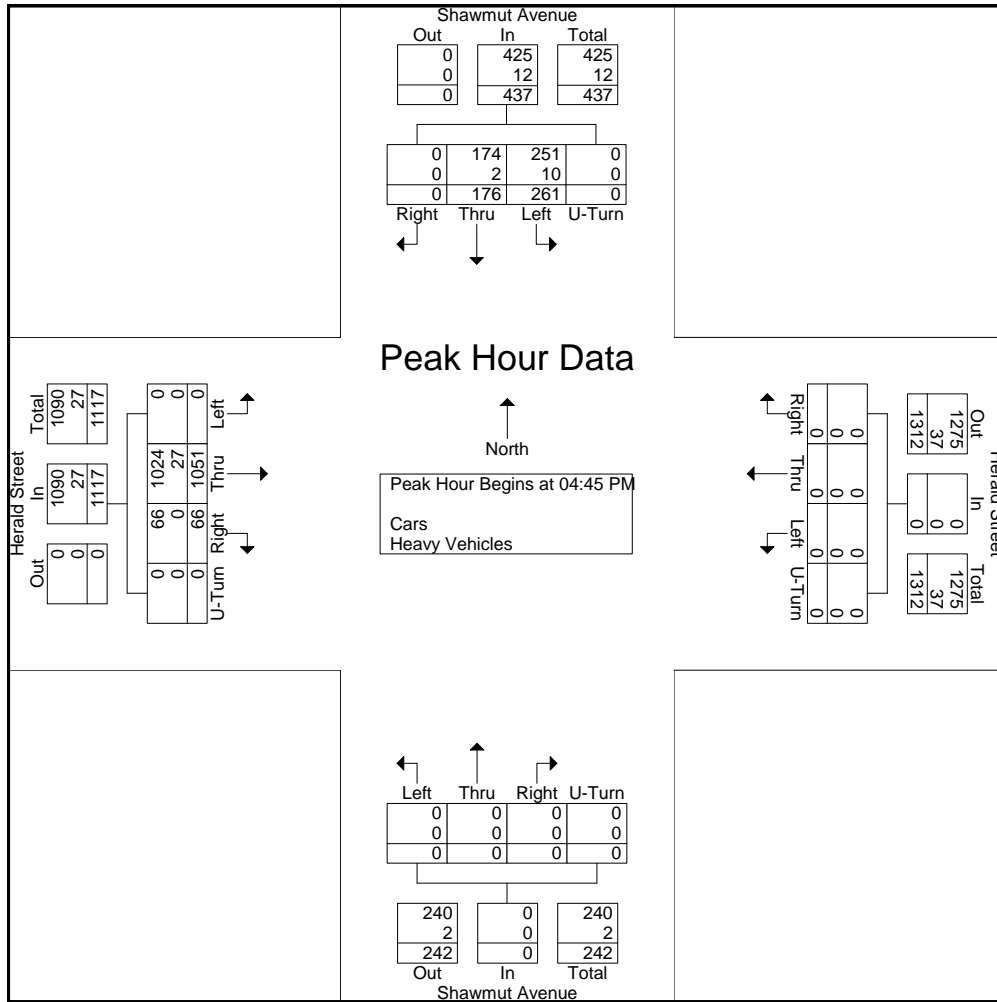 Shawmut Avenue
Out In Total
0 425 425
0 12 12
0 437 437
0 174 251 0
0 2 10 0
0 176 261 0
Right Thru Left U-Turn
Peak Hour Data
North
Peak Hour Begins at 04:45 PM
Cars
Heavy Vehicles
Herald Street
Out In Total
0 1090 1090
0 27 27
0 1117 1117
U-Turn Right Thru Left
0 66 1024 0
0 0 27 0
0 66 1051 0
Herald Street
Out In Total
1275 0 1275
37 0 37
1312 0 1312
Right Thru Left U-Turn
0 0 0 0
0 0 0 0
0 0 0 0
Left Thru Right U-Turn
0 0 0 0
0 0 0 0
0 0 0 0
240 0 240
2 0 2
242 0 242
Out In Total
Shawmut Avenue